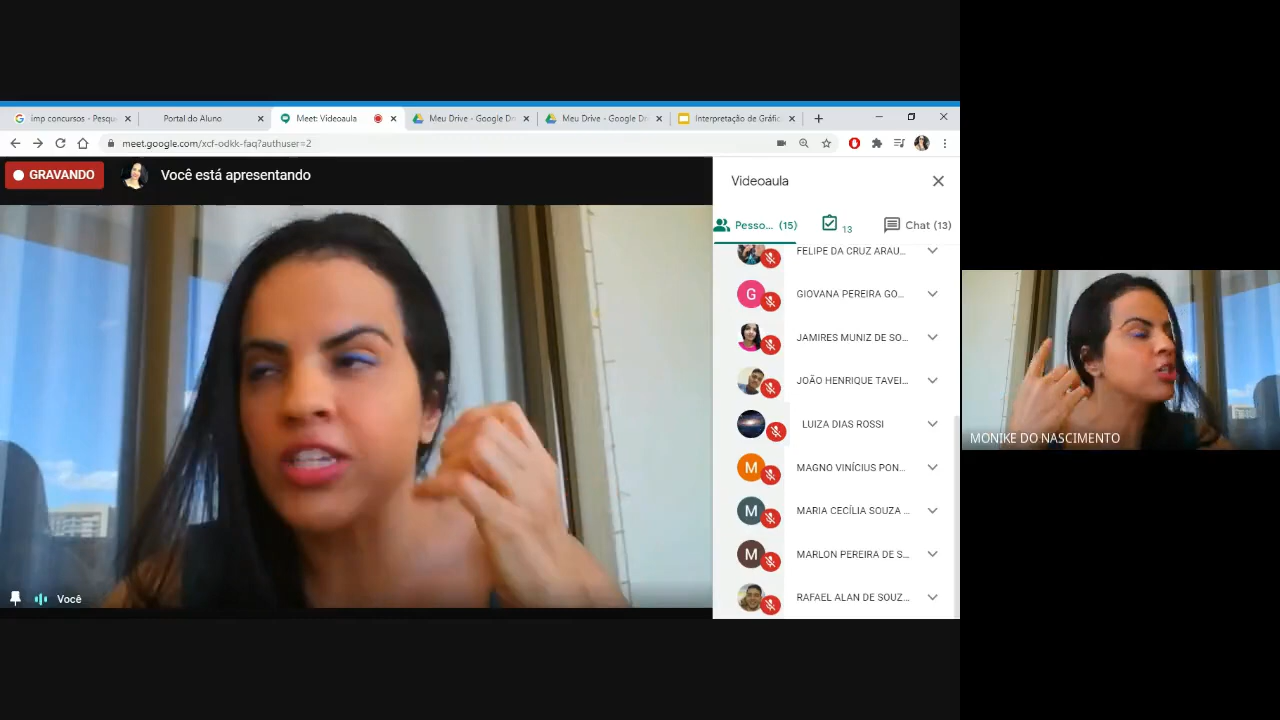 imp concursos - Pesqu
Portal do Aluno
Meet: Videoaula
Meu Drive - Google Dr
Meu Drive - Google Dr
Interpretação de Gráfic
meet.google.com/xcf-odkk-faq?authuser=2
GRAVANDO
Você está apresentando
Videoaula
Pesso... (15)
13
Chat (13)
FELIPE DA CRUZ ARAU...
G
GIOVANA PEREIRA GO...
JAMIRES MUNIZ DE SO...
JOÃO HENRIQUE TAVEI...
LUIZA DIAS ROSSI
M
MAGNO VINÍCIUS PON...
M
MARIA CECÍLIA SOUZA ...
M
MARLON PEREIRA DE S...
RAFAEL ALAN DE SOUZ...
Você
MONIKE DO NASCIMENTO